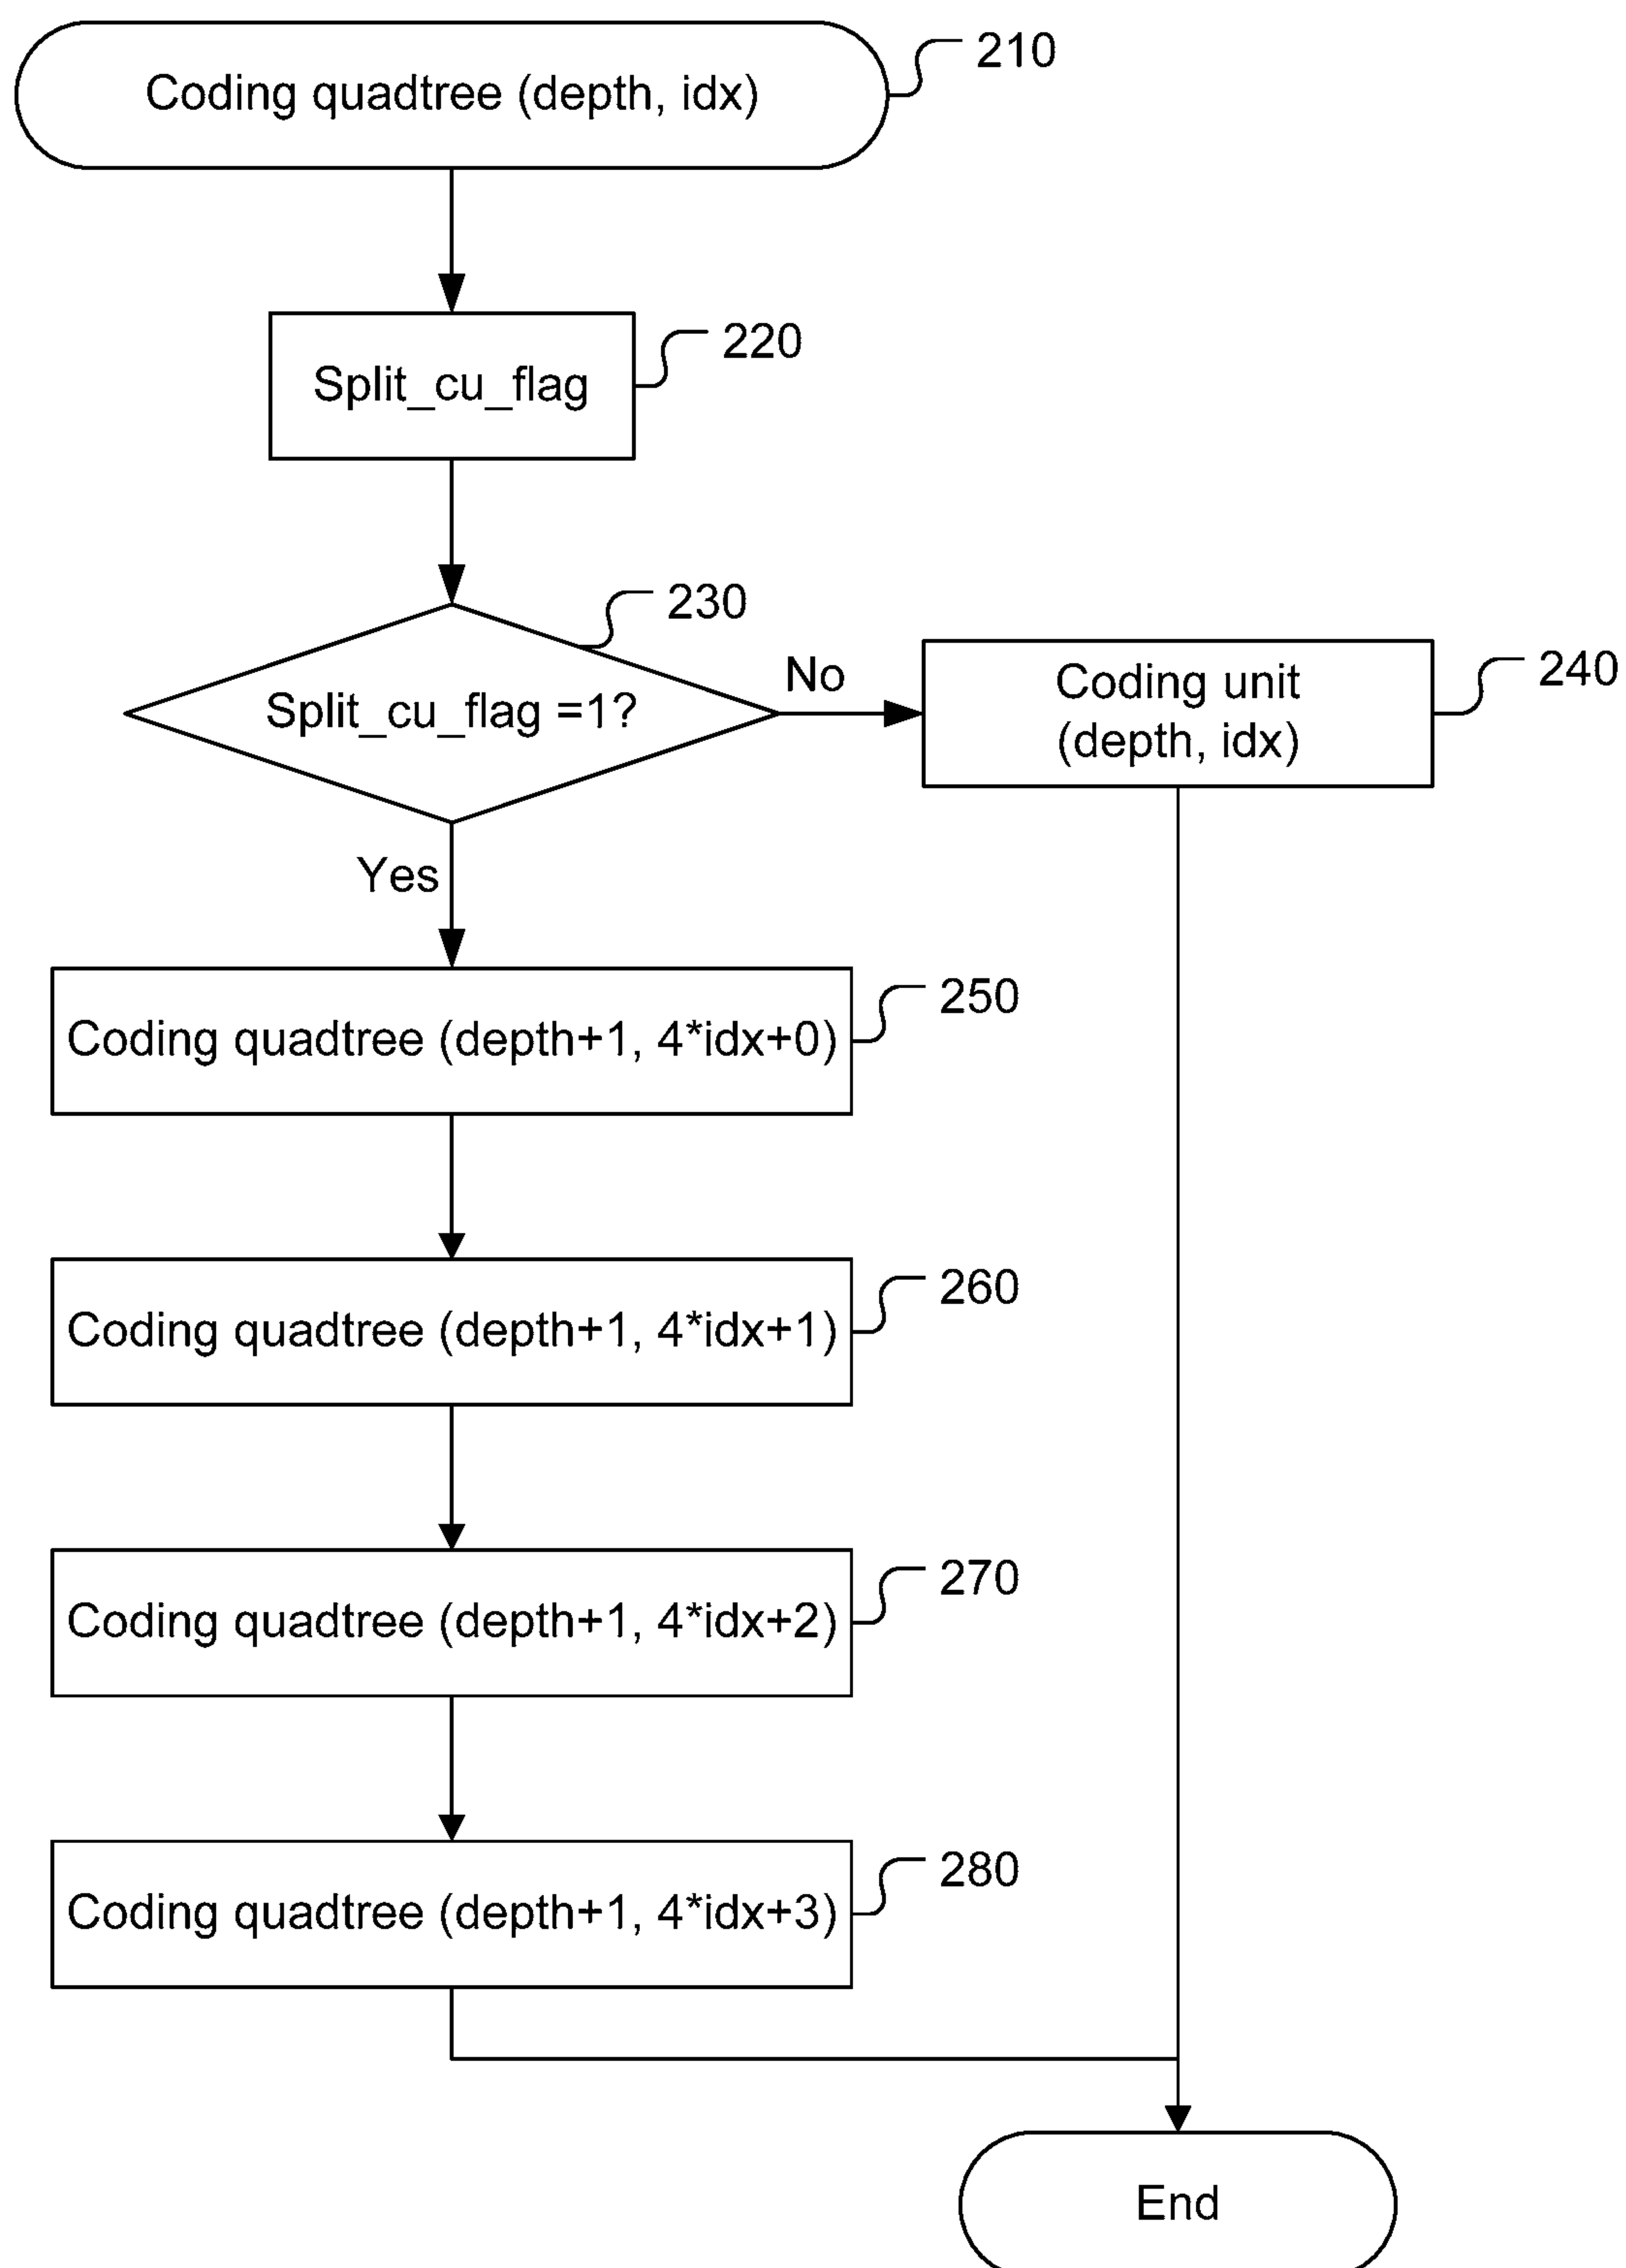 Coding quadtree (depth, idx)
210
Split_cu_flag
220
230
Split_cu_flag =1?
No
Coding unit
(depth, idx)
240
Yes
Coding quadtree (depth+1, 4*idx+0)
250
Coding quadtree (depth+1, 4*idx+1)
260
Coding quadtree (depth+1, 4*idx+2)
270
Coding quadtree (depth+1, 4*idx+3)
280
End